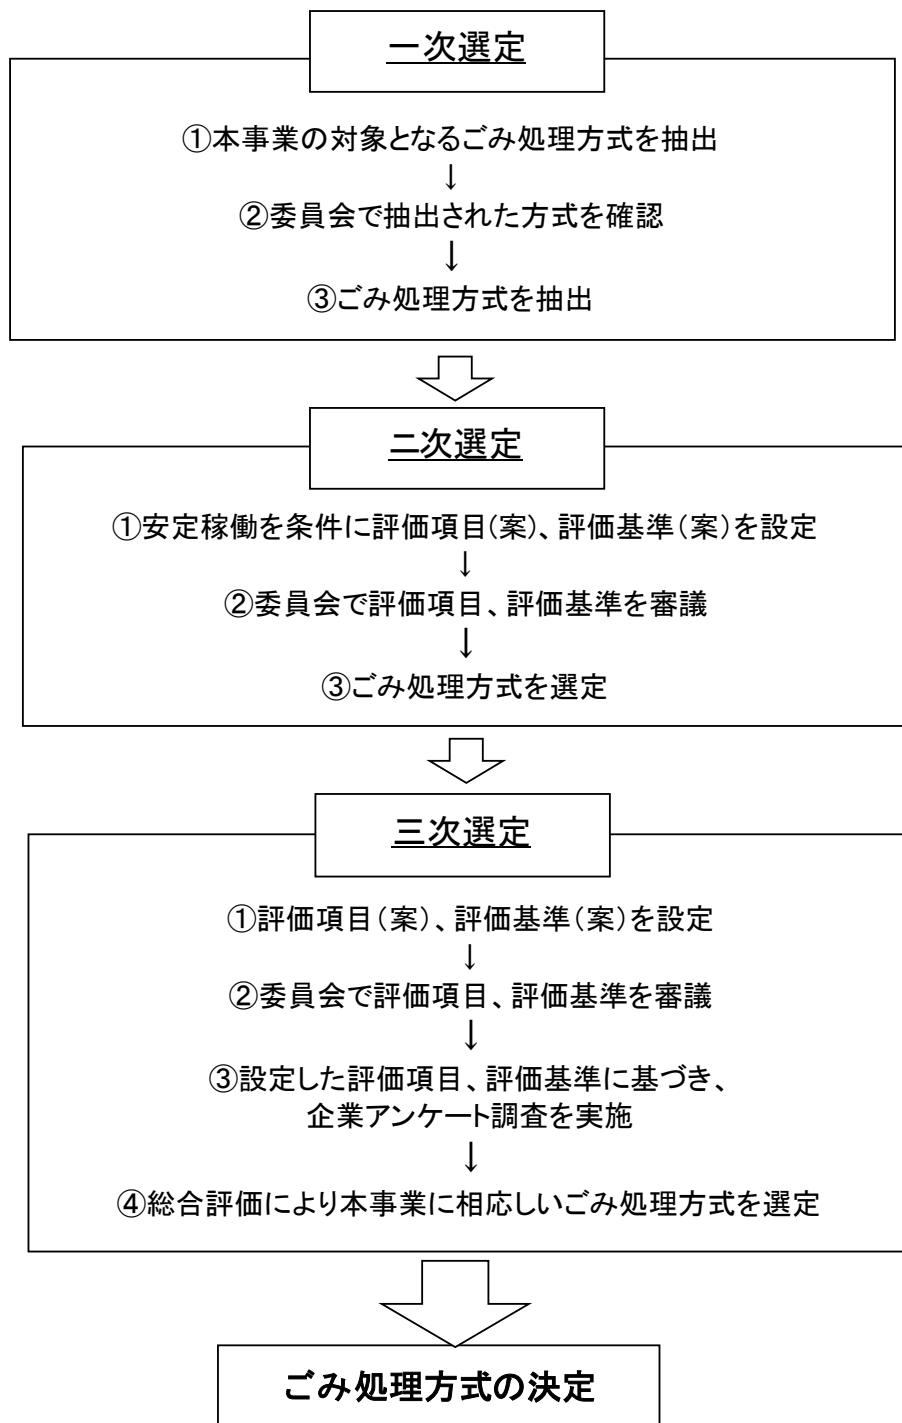 一次選定
①本事業の対象となるごみ処理方式を抽出
↓
②委員会で抽出された方式を確認
↓
③ごみ処理方式を抽出
二次選定
①安定稼働を条件に評価項目(案)、評価基準(案)を設定
↓
②委員会で評価項目、評価基準を審議
↓
③ごみ処理方式を選定
三次選定
①評価項目(案)、評価基準(案)を設定
↓
②委員会で評価項目、評価基準を審議
↓
③設定した評価項目、評価基準に基づき、
企業アンケート調査を実施
↓
④総合評価により本事業に相応しいごみ処理方式を選定
ごみ処理方式の決定